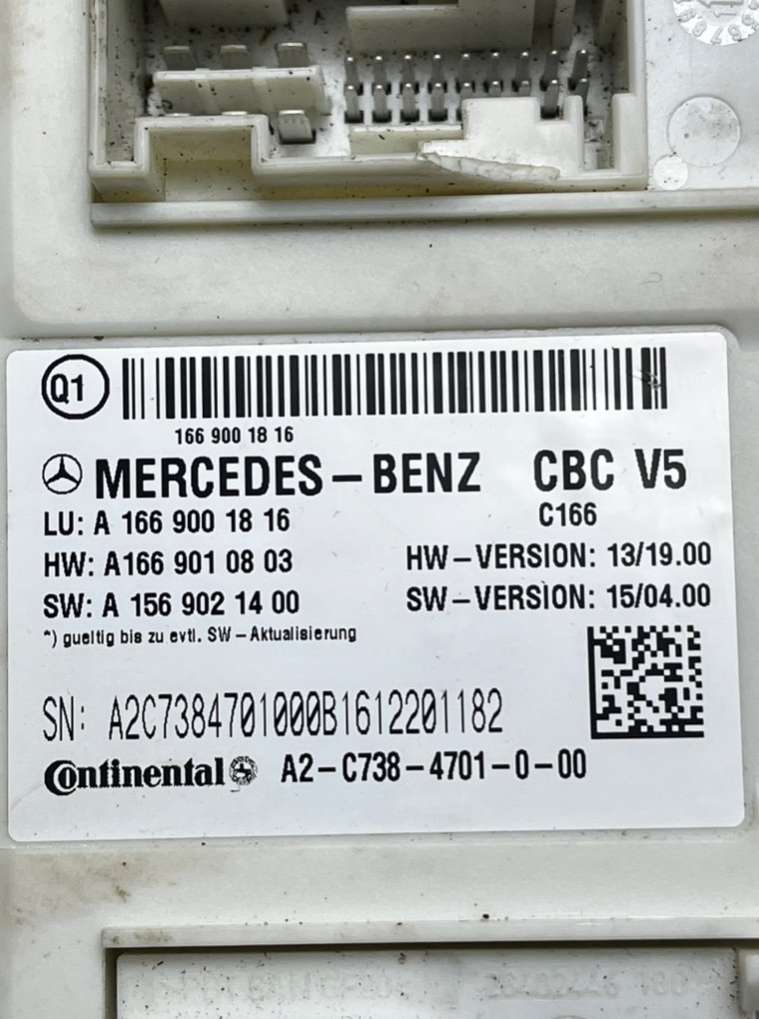 Q1
166 900 18 16
MERCEDES-BENZ CBC V5
LU: A 166 900 18 16 C166
HW: A166 901 08 03 HW-VERSION: 13/19.00
SW: A 156 902 14 00 SW-VERSION: 15/04.00
*) gueltig bis zu evtl. SW-Aktualisierung
SN: A2C7384701000B1612201182
Continental A2-C738-4701-0-00